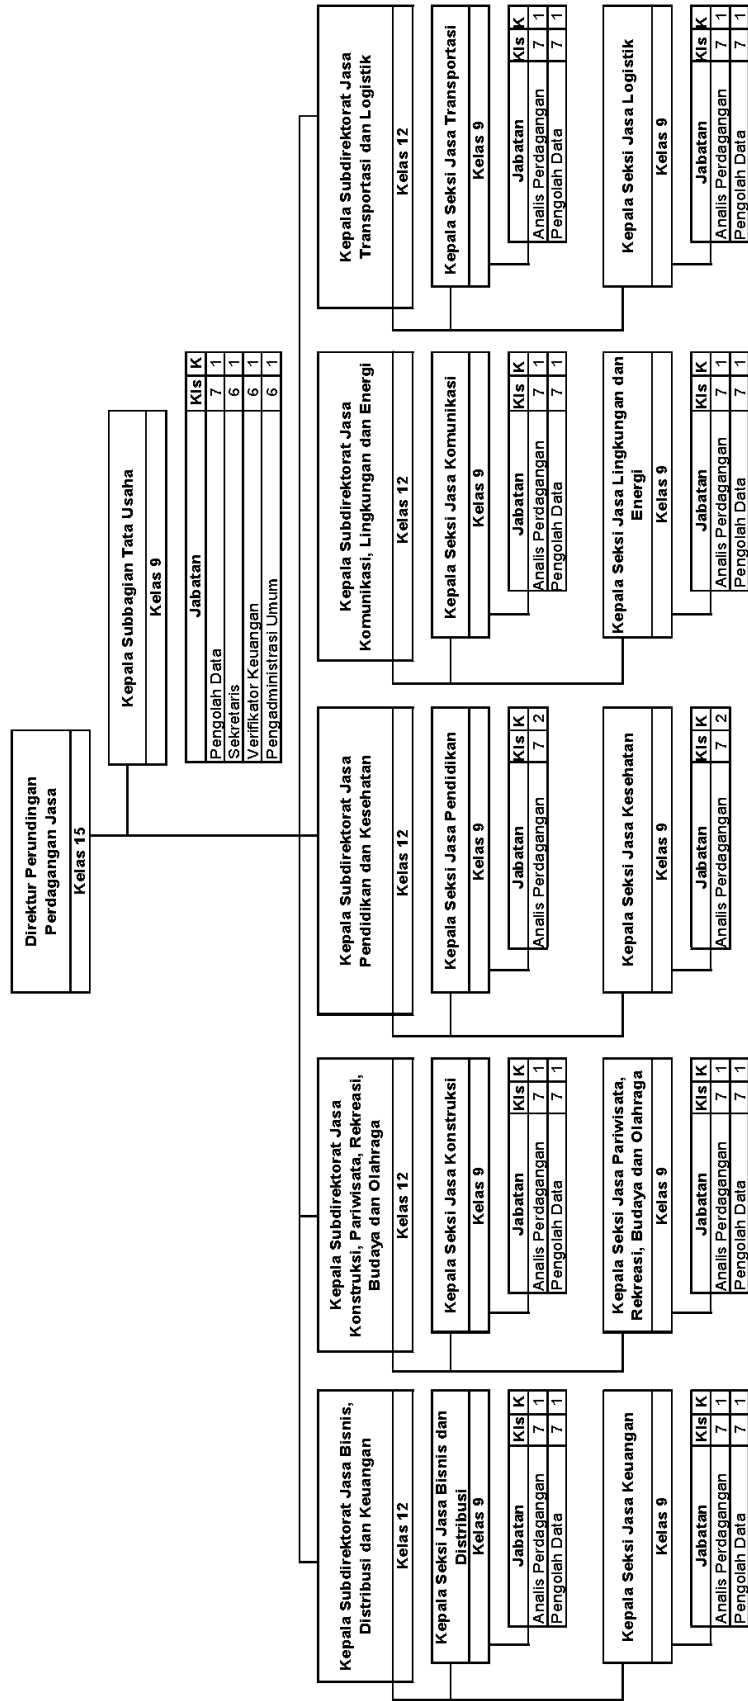 Direktur Perundingan
Perdagangan Jasa
Kelas 15
Kepala Subbagian Tata Usaha
Kelas 9
Jabatan Kls K
Pengolah Data 7 1
Sekretaris 6 1
Verifikator Keuangan 6 1
Pengadministrasi Umum 6 1
Kepala Subdirektorat Jasa Bisnis,
Distribusi dan Keuangan
Kelas 12
Kepala Seksi Jasa Bisnis dan
Distribusi
Kelas 9
Jabatan Kls K
Analis Perdagangan 7 1
Pengolah Data 7 1
Kepala Seksi Jasa Keuangan
Kelas 9
Jabatan Kls K
Analis Perdagangan 7 1
Pengolah Data 7 1
Kepala Subdirektorat Jasa
Konstruksi, Pariwisata, Rekreasi,
Budaya dan Olahraga
Kelas 12
Kepala Seksi Jasa Konstruksi
Kelas 9
Jabatan Kls K
Analis Perdagangan 7 1
Pengolah Data 7 1
Kepala Seksi Jasa Pariwisata,
Rekreasi, Budaya dan Olahraga
Kelas 9
Jabatan Kls K
Analis Perdagangan 7 1
Pengolah Data 7 1
Kepala Subdirektorat Jasa
Pendidikan dan Kesehatan
Kelas 12
Kepala Seksi Jasa Pendidikan
Kelas 9
Jabatan Kls K
Analis Perdagangan 7 2
Kepala Seksi Jasa Kesehatan
Kelas 9
Jabatan Kls K
Analis Perdagangan 7 2
Kepala Subdirektorat Jasa
Komunikasi, Lingkungan dan Energi
Kelas 12
Kepala Seksi Jasa Komunikasi
Kelas 9
Jabatan Kls K
Analis Perdagangan 7 1
Pengolah Data 7 1
Kepala Seksi Jasa Lingkungan dan
Energi
Kelas 9
Jabatan Kls K
Analis Perdagangan 7 1
Pengolah Data 7 1
Kepala Subdirektorat Jasa
Transportasi dan Logistik
Kelas 12
Kepala Seksi Jasa Transportasi
Kelas 9
Jabatan Kls K
Analis Perdagangan 7 1
Pengolah Data 7 1
Kepala Seksi Jasa Logistik
Kelas 9
Jabatan Kls K
Analis Perdagangan 7 1
Pengolah Data 7 1